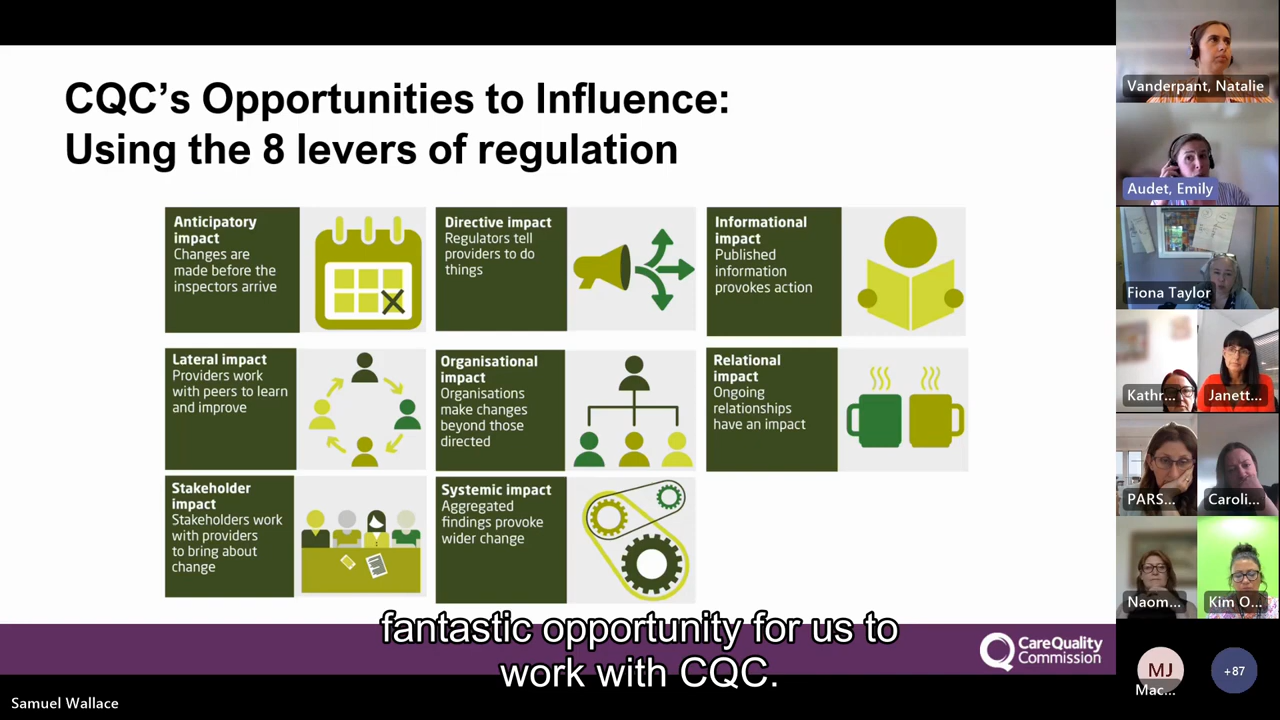 CQC's Opportunities to Influence:
Using the 8 levers of regulation
Anticipatory
impact
Changes are
made before the
inspectors arrive
Directive impact
Regulators tell
providers to do
things
Informational
impact
Published
information
provokes action
Lateral impact
Providers work
with peers to learn
and improve
Organisational
impact
Organisations
make changes
beyond those
directed
Relational
impact
Ongoing
relationships
have an impact
Stakeholder
impact
Stakeholders work
with providers
to bring about
change
Systemic impact
Aggregated
findings provoke
wider change
fantastic opportunity for us to
work with CQC.
CareQuality
Commission
Samuel Wallace
Vanderpant, Natalie
Audet, Emily
Fiona Taylor
Kathr...
Janett...
PARS...
Caroli...
Naom...
Kim O...
MJ
Mac...
+87